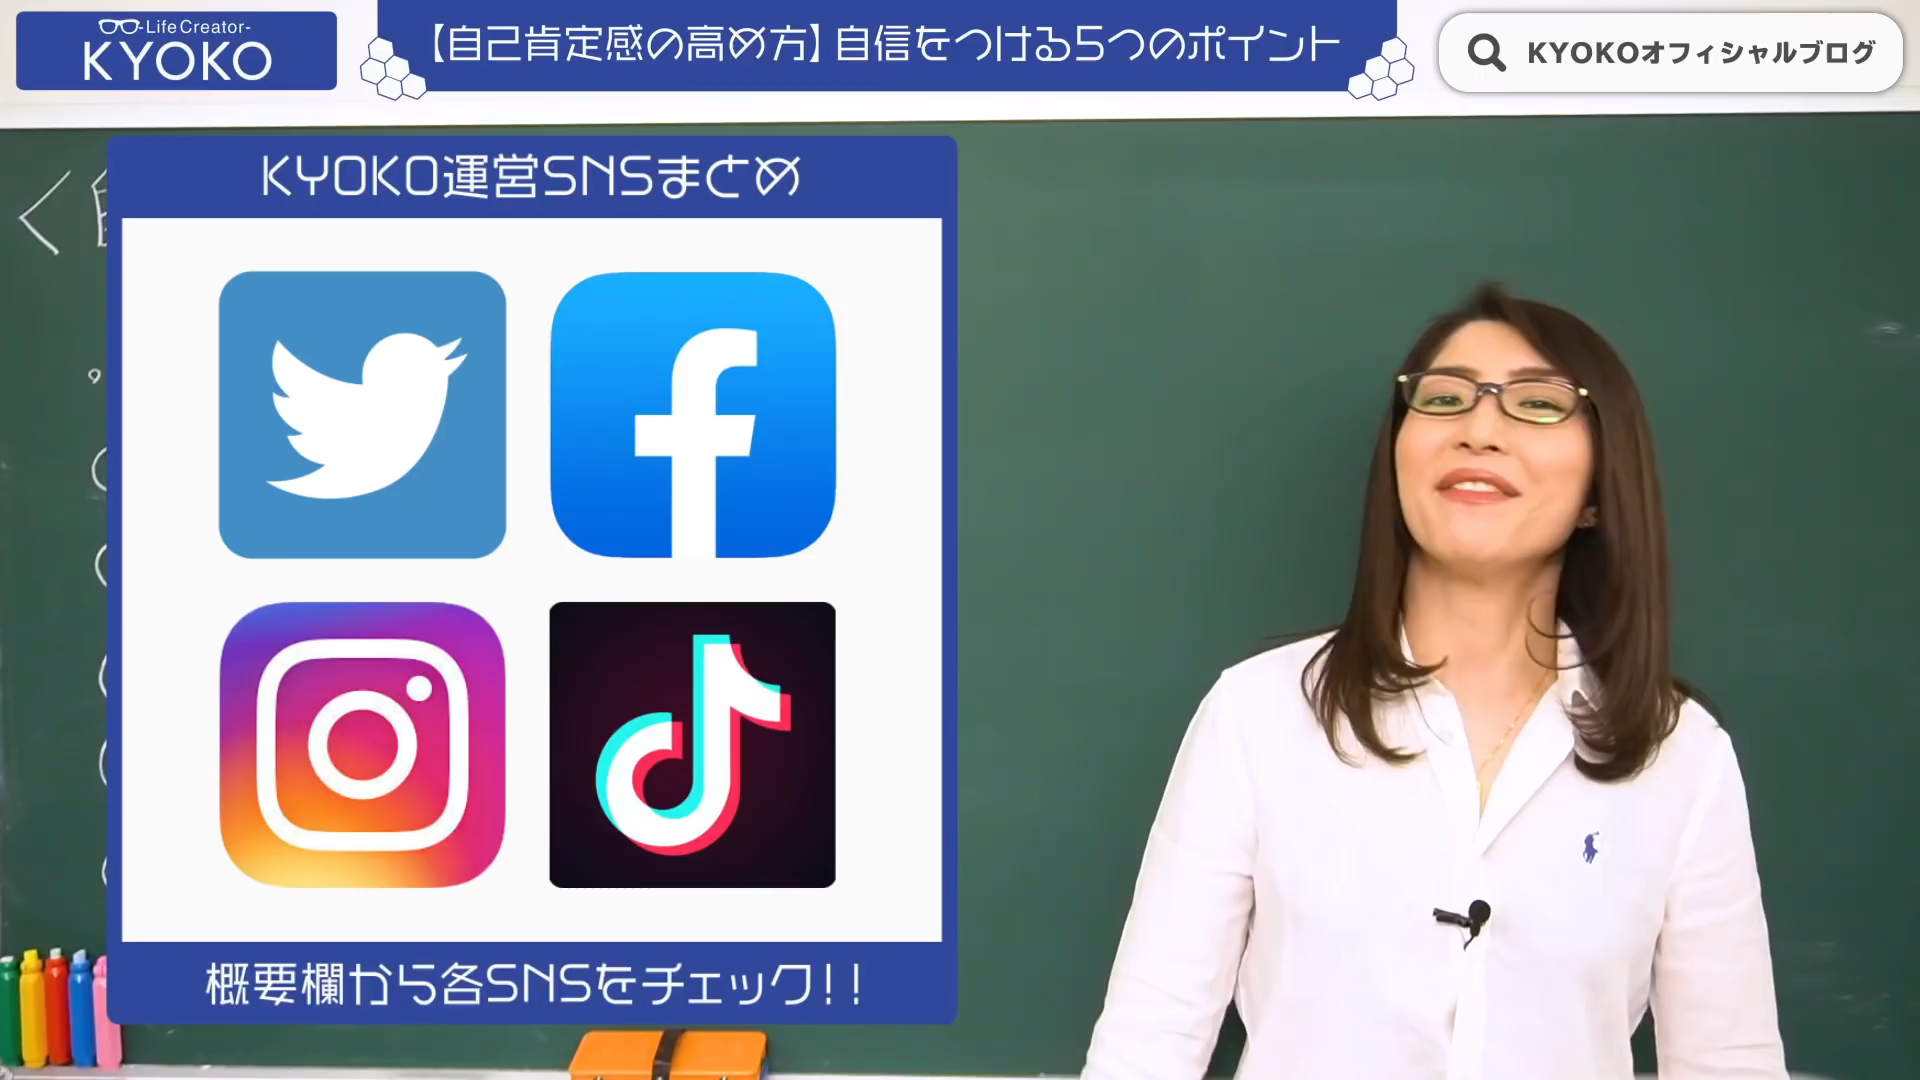 -Life Creator-
KYOKO
【自己肯定感の高め方】自信をつける5つのポイント
KYOKOオフィシャルブログ
KYOKO運営SNSまとめ
概要欄から各SNSをチェック!!